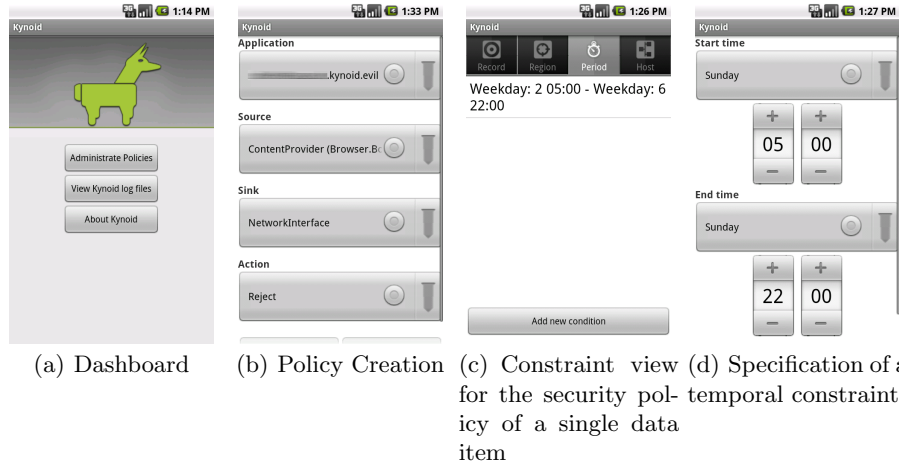 1:14 PM
Kynoid
Administrate Policies
View Kynoid log files
About Kynoid
(a) Dashboard
1:33 PM
Kynoid
Application
.kynoid.evil
Source
ContentProvider (Browser.Bo
Sink
NetworkInterface
Action
Reject
(b) Policy Creation
1:26 PM
Kynoid
Record Region Period Host
Weekday: 2 05:00 - Weekday: 6
22:00
Add new condition
(c) Constraint view
for the security pol-
icy of a single data
item
1:27 PM
Kynoid
Start time
Sunday
+ +
05 00
− −
End time
Sunday
+ +
22 00
− −
(d) Specification of a
temporal constraint